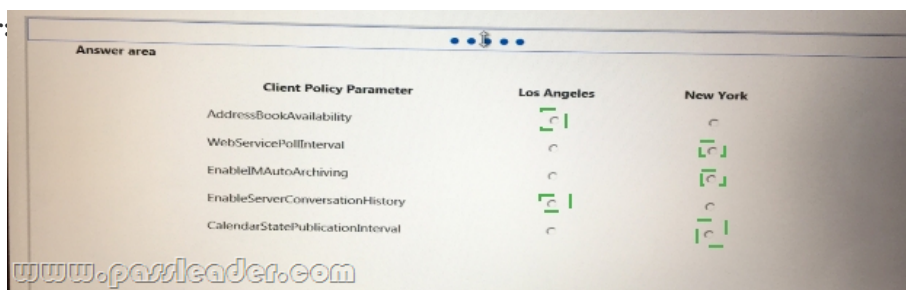 Answer area
Client Policy Parameter Los Angeles New York
AddressBookAvailability
WebServicePollInterval
EnableIMAutoArchiving
EnableServerConversationHistory
CalendarStatePublicationInterval
www.passleader.com